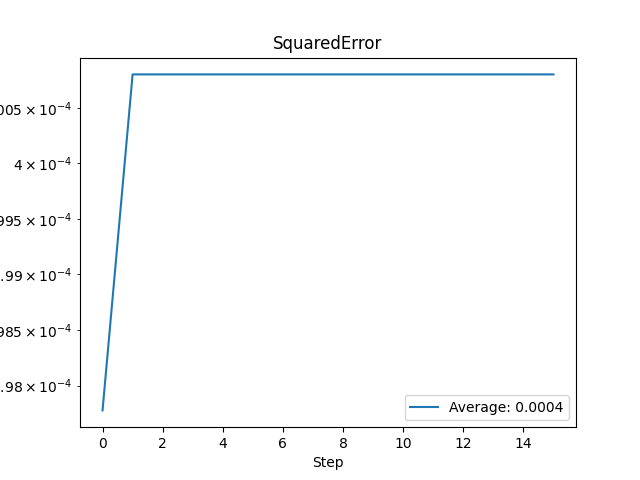 SquaredError
005 × 10⁻⁴
4 × 10⁻⁴
995 × 10⁻⁴
.99 × 10⁻⁴
985 × 10⁻⁴
.98 × 10⁻⁴
Average: 0.0004
0 2 4 6 8 10 12 14
Step